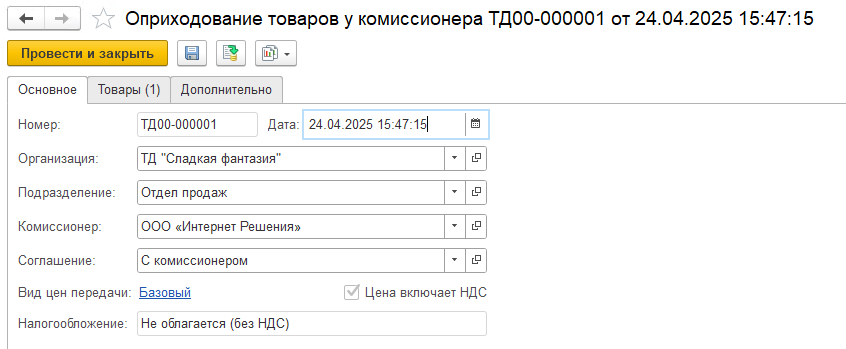 Оприходование товаров у комиссионера ТД00-000001 от 24.04.2025 15:47:15
Провести и закрыть
Основное Товары (1) Дополнительно
Номер: ТД00-000001 Дата: 24.04.2025 15:47:15
Организация: ТД "Сладкая фантазия"
Подразделение: Отдел продаж
Комиссионер: ООО «Интернет Решения»
Соглашение: С комиссионером
Вид цен передачи: Базовый Цена включает НДС
Налогообложение: Не облагается (без НДС)